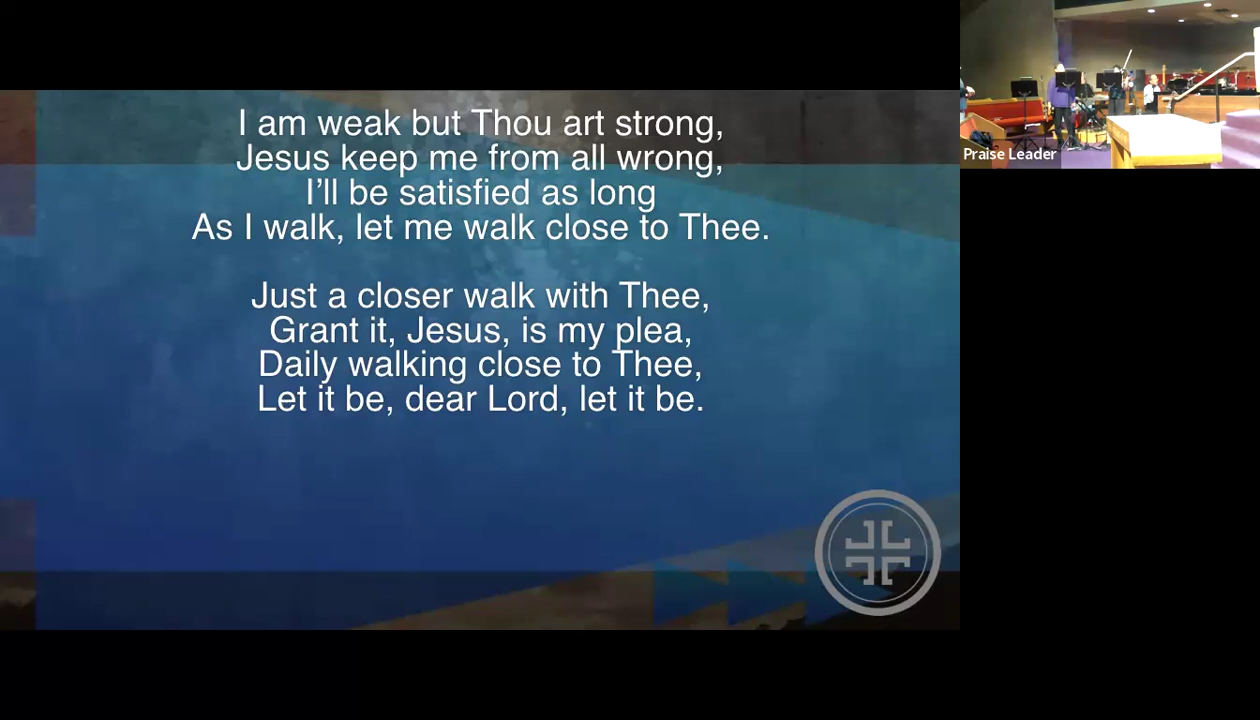 I am weak but Thou art strong,
Jesus keep me from all wrong,
I’ll be satisfied as long
As I walk, let me walk close to Thee.
Just a closer walk with Thee,
Grant it, Jesus, is my plea,
Daily walking close to Thee,
Let it be, dear Lord, let it be.
Praise Leader